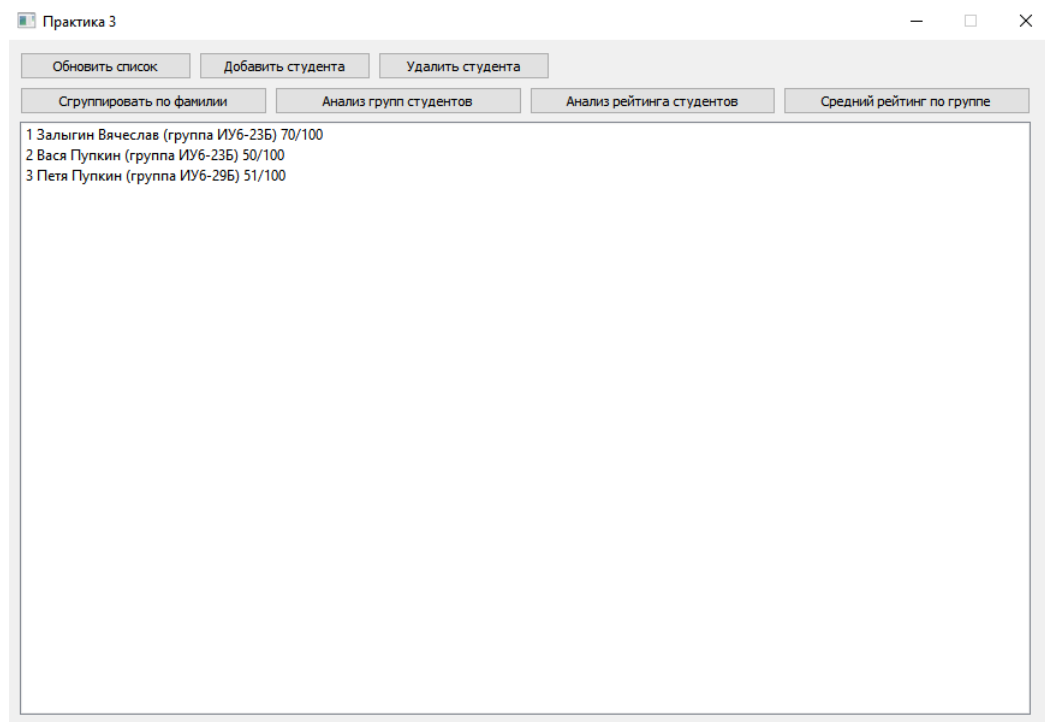 Практика 3
Обновить список Добавить студента Удалить студента
Сгруппировать по фамилии Анализ групп студентов Анализ рейтинга студентов Средний рейтинг по группе
1 Залыгин Вячеслав (группа ИУ6-23Б) 70/100
2 Вася Пупкин (группа ИУ6-23Б) 50/100
3 Петя Пупкин (группа ИУ6-29Б) 51/100